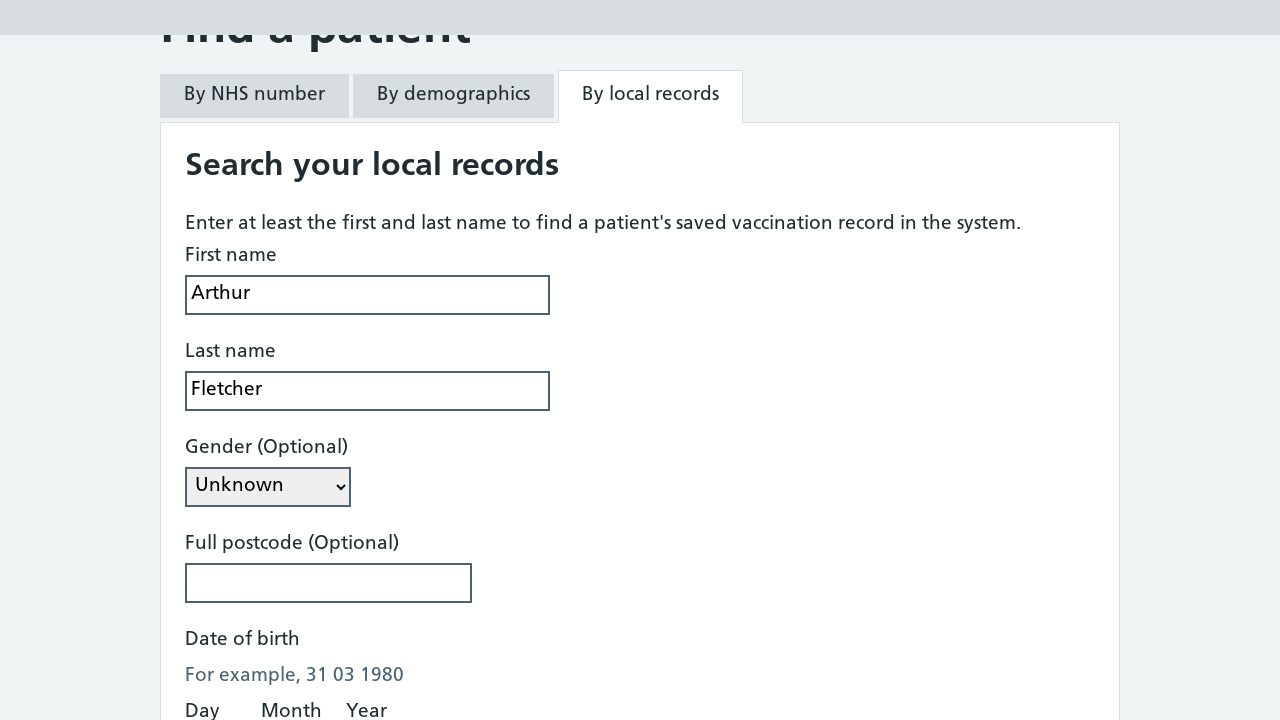 Find a patient
By NHS number
By demographics
By local records
Search your local records
Enter at least the first and last name to find a patient's saved vaccination record in the system.
First name
Arthur
Last name
Fletcher
Gender (Optional)
Unknown
Full postcode (Optional)
Date of birth
For example, 31 03 1980
Day Month Year